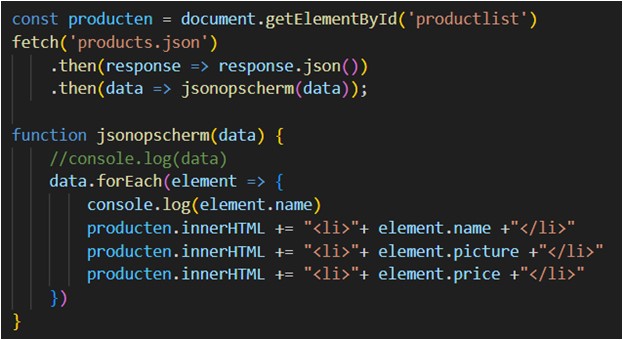 const producten = document.getElementById('productlist')
fetch('products.json')
    .then(response => response.json())
    .then(data => jsonopscherm(data));

function jsonopscherm(data) {
    //console.log(data)
    data.forEach(element => {
        console.log(element.name)
        producten.innerHTML += "<li>"+ element.name +"</li>"
        producten.innerHTML += "<li>"+ element.picture +"</li>"
        producten.innerHTML += "<li>"+ element.price +"</li>"
    })
}